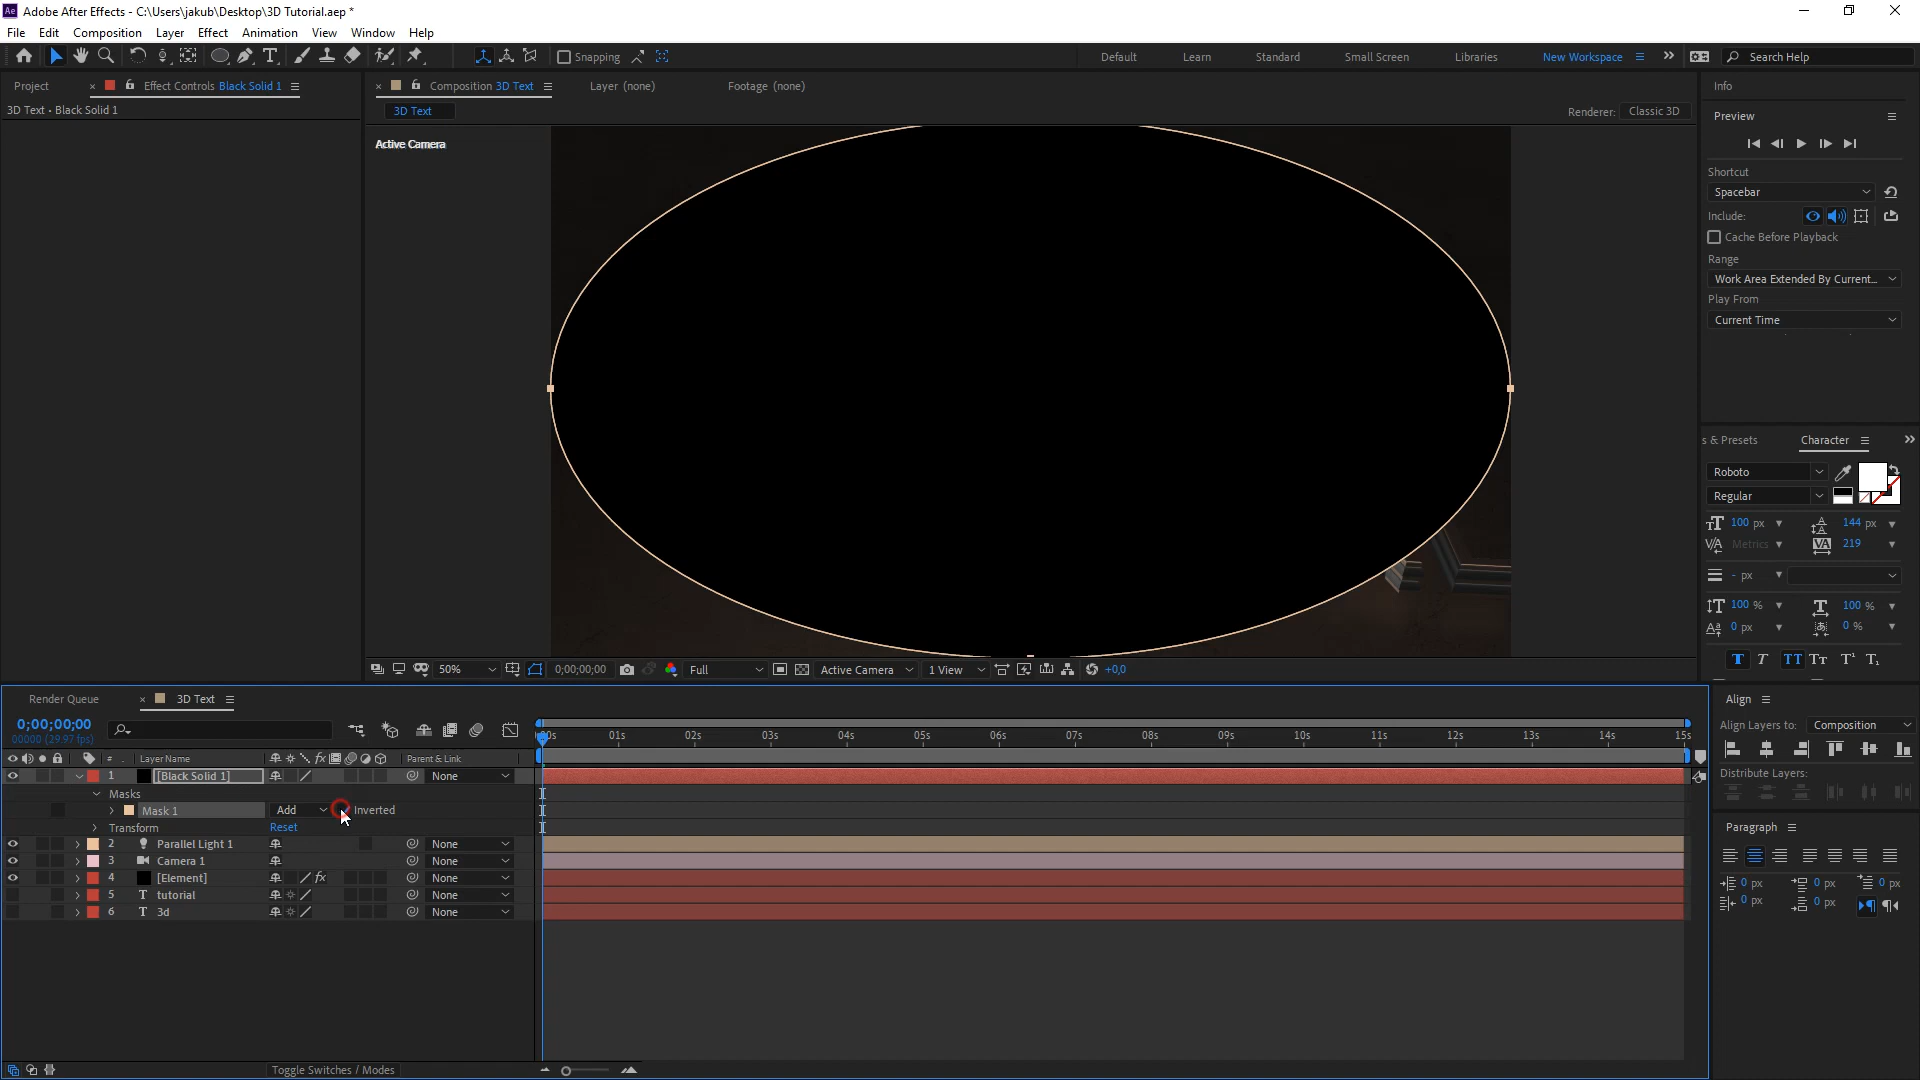 Ae Adobe After Effects - C:\Users\jakub\Desktop\3D Tutorial.aep *
File Edit Composition Layer Effect Animation View Window Help
Snapping
Default Learn Standard Small Screen Libraries New Workspace Search Help
Project Effect Controls Black Solid 1
Composition 3D Text Layer (none) Footage (none)
Info
3D Text • Black Solid 1
3D Text
Renderer: Classic 3D
Active Camera
Preview
Shortcut
Spacebar
Include:
Cache Before Playback
Range
Work Area Extended By Current...
Play From
Current Time
s & Presets Character
Roboto
Regular
100 px 144 px
Metrics 219
- px
100 % 100 %
0 px 0 %
T T TT Tt T¹ T₁
50% 0;00;00;00 Full Active Camera 1 View +0,0
Render Queue 3D Text
0;00;00;00
00000 (29.97 fps)
# Layer Name Parent & Link
00s 01s 02s 03s 04s 05s 06s 07s 08s 09s 10s 11s 12s 13s 14s 15s
1 [Black Solid 1] None
Masks
Mask 1 Add Inverted
Transform Reset
2 Parallel Light 1 None
3 Camera 1 None
4 [Element] fx None
5 T tutorial None
6 T 3d None
Toggle Switches / Modes
Align
Align Layers to: Composition
Distribute Layers:
Paragraph
0 px 0 px 0 px
0 px 0 px